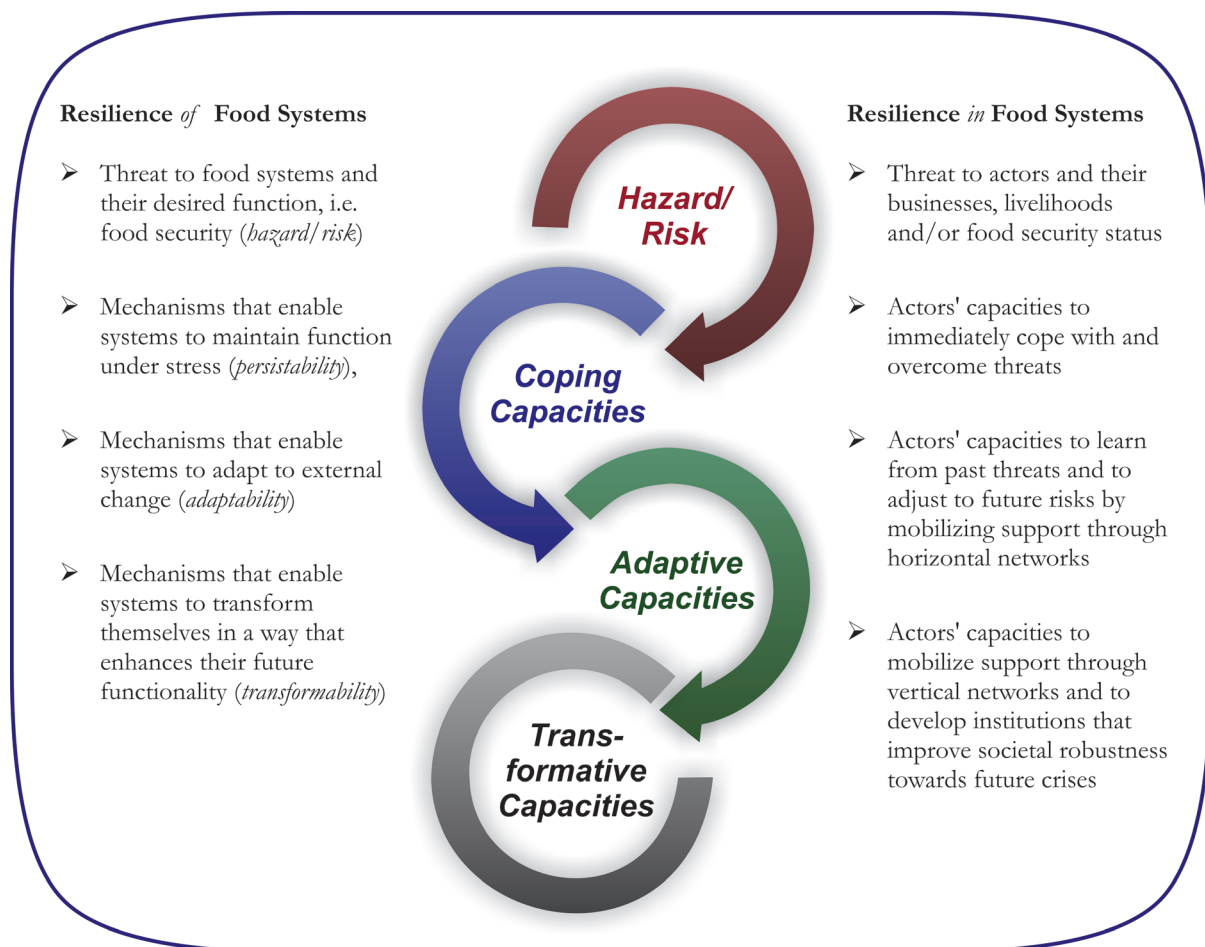 Resilience of Food Systems
➢ Threat to food systems and
their desired function, i.e.
food security (hazard/risk)
➢ Mechanisms that enable
systems to maintain function
under stress (persistability),
➢ Mechanisms that enable
systems to adapt to external
change (adaptability)
➢ Mechanisms that enable
systems to transform
themselves in a way that
enhances their future
functionality (transformability)
Hazard/
Risk
Coping
Capacities
Adaptive
Capacities
Trans-
formative
Capacities
Resilience in Food Systems
➢ Threat to actors and their
businesses, livelihoods
and/or food security status
➢ Actors' capacities to
immediately cope with and
overcome threats
➢ Actors' capacities to learn
from past threats and to
adjust to future risks by
mobilizing support through
horizontal networks
➢ Actors' capacities to
mobilize support through
vertical networks and to
develop institutions that
improve societal robustness
towards future crises